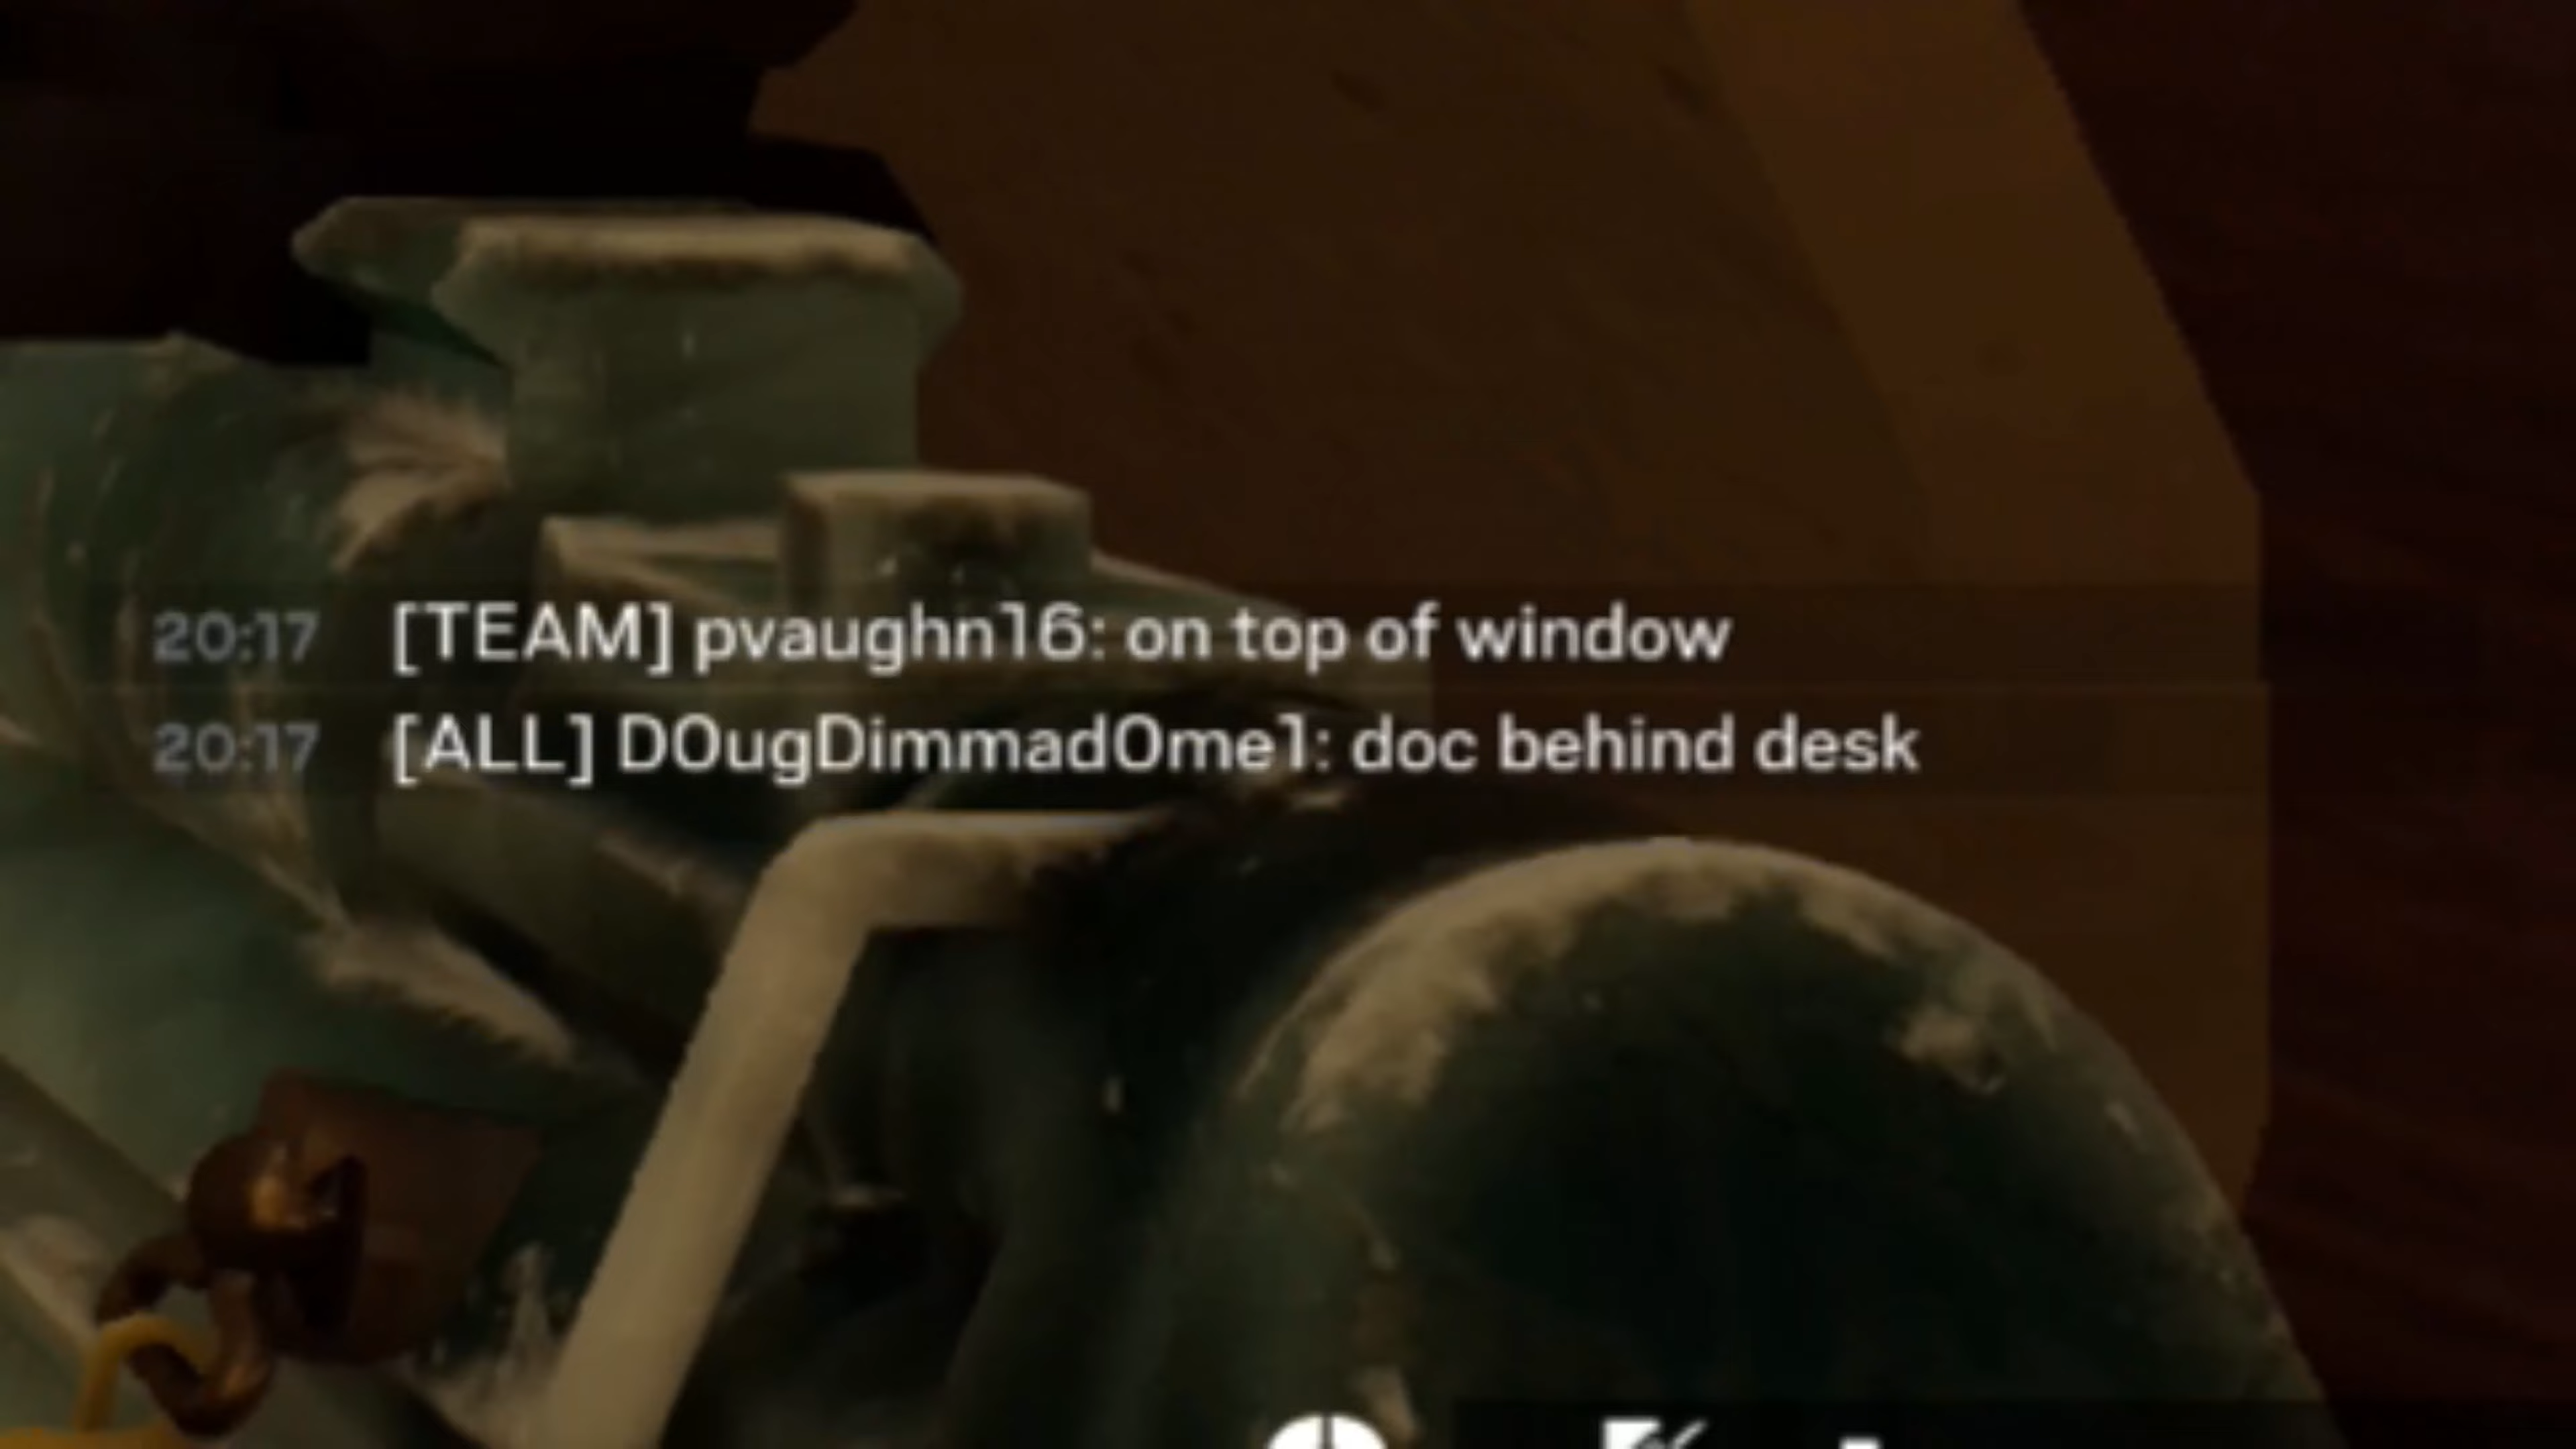 20:17 [TEAM] pvaughn16: on top of window
20:17 [ALL] D0ugDimmad0me1: doc behind desk